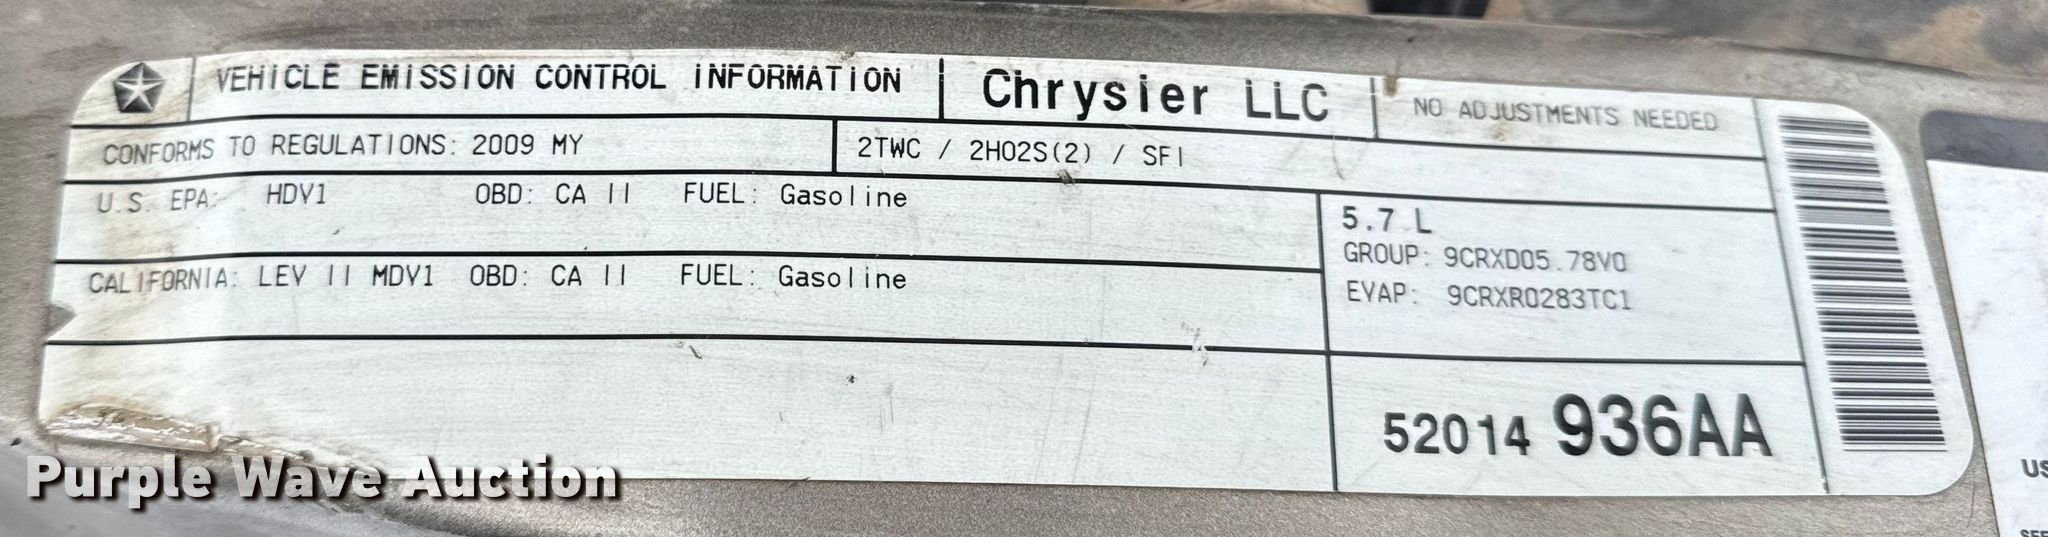 VEHICLE EMISSION CONTROL INFORMATION
Chrysler LLC
NO ADJUSTMENTS NEEDED
CONFORMS TO REGULATIONS: 2009 MY
2TWC / 2HO2S(2) / SFI
U.S. EPA: HDV1 OBD: CA II FUEL: Gasoline
CALIFORNIA: LEV II MDV1 OBD: CA II FUEL: Gasoline
5.7 L
GROUP: 9CRXD05.78V0
EVAP: 9CRXR0283TC1
52014 936AA
Purple Wave Auction